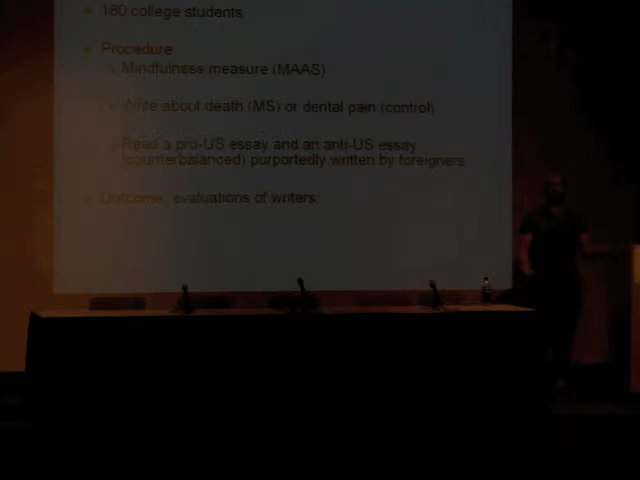 180 college students
Procedure
Mindfulness measure (MAAS)
Write about death (MS) or dental pain (control)
Read a pro-US essay and an anti-US essay
(counterbalanced) purportedly written by foreigners
Outcome: evaluations of writers